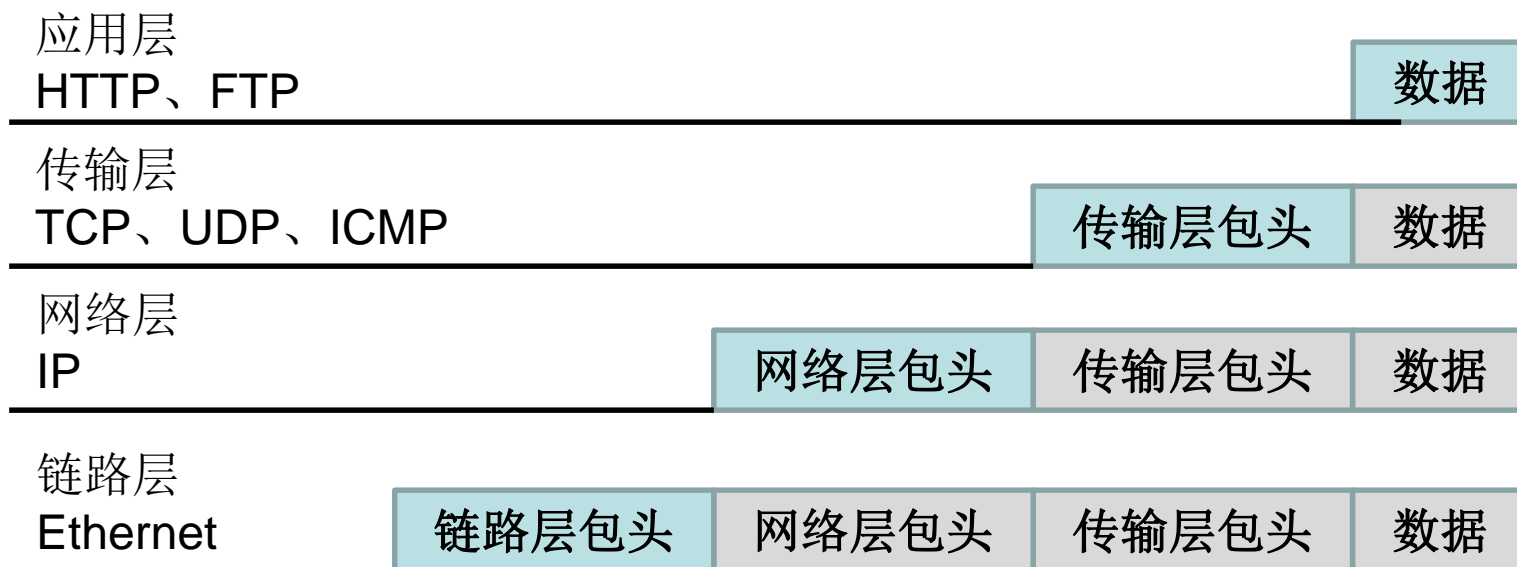 应用层
HTTP、FTP
数据
传输层
TCP、UDP、ICMP
传输层包头 数据
网络层
IP
网络层包头 传输层包头 数据
链路层
Ethernet
链路层包头 网络层包头 传输层包头 数据